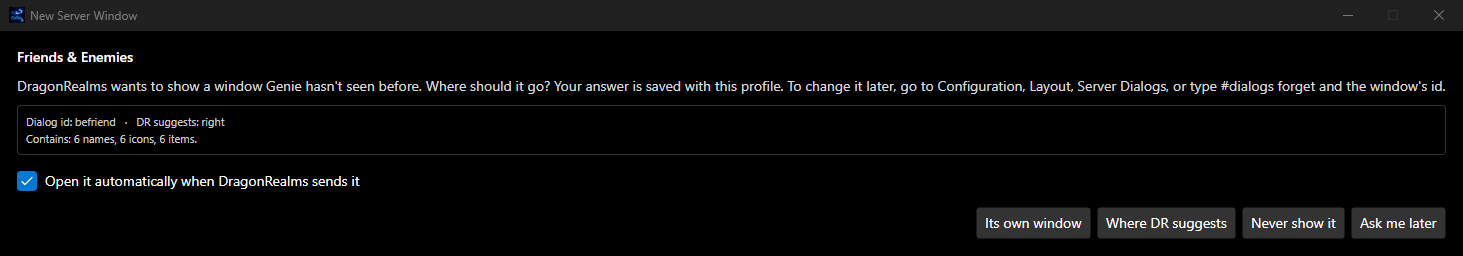 New Server Window
Friends & Enemies
DragonRealms wants to show a window Genie hasn't seen before. Where should it go? Your answer is saved with this profile. To change it later, go to Configuration, Layout, Server Dialogs, or type #dialogs forget and the window's id.
Dialog id: befriend · DR suggests: right
Contains: 6 names, 6 icons, 6 items.
Open it automatically when DragonRealms sends it
Its own window Where DR suggests Never show it Ask me later